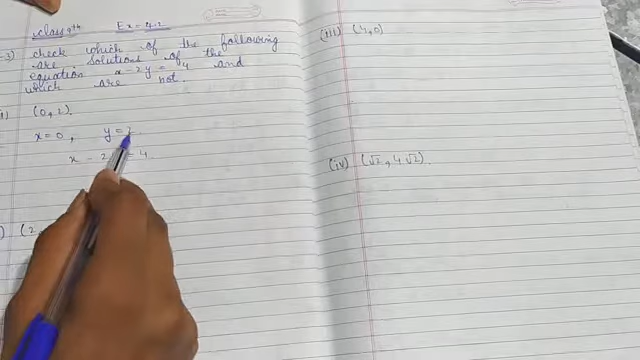 class 9th Ex = 4.2
3) check which of the following
are solutions of the
equation x - 2y = 4 and
which are not.
i) (0, 2).
x = 0, y = 2
x - 2 = 4
(2
(iii) (4,0)
(iv) (√2, 4√2).